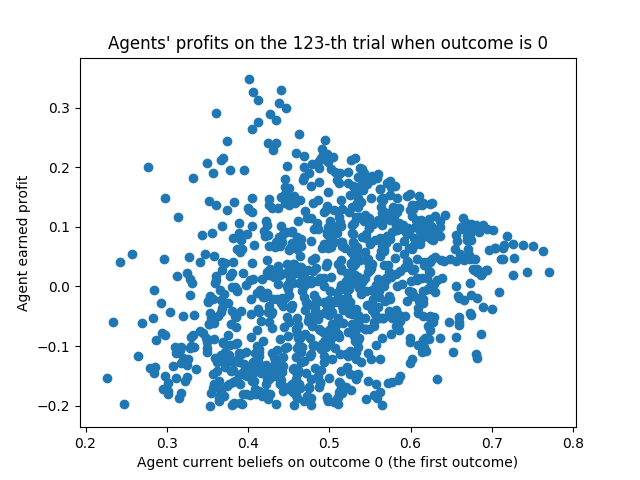 Agents' profits on the 123-th trial when outcome is 0
Agent earned profit
0.3
0.2
0.1
0.0
−0.1
−0.2
0.2 0.3 0.4 0.5 0.6 0.7 0.8
Agent current beliefs on outcome 0 (the first outcome)